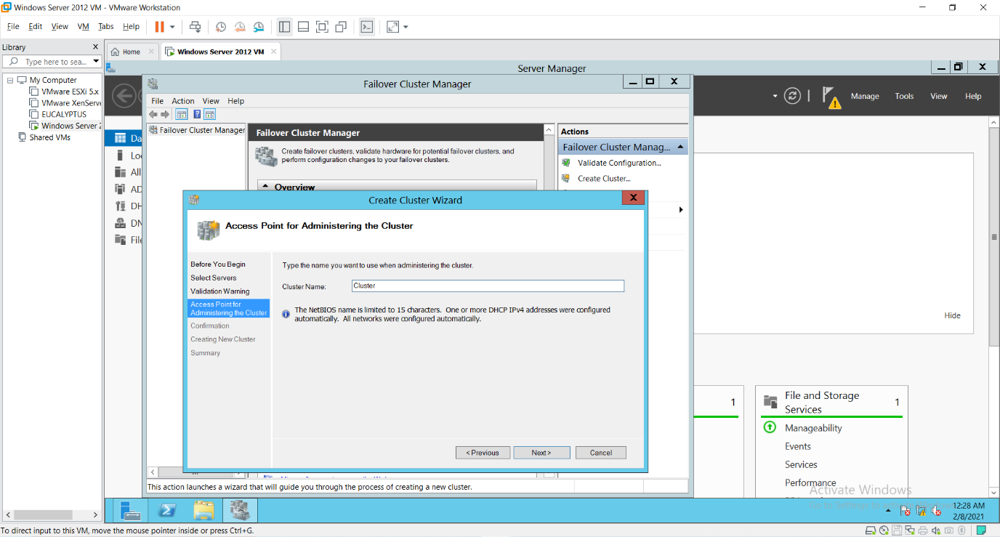 Windows Server 2012 VM - VMware Workstation
File Edit View VM Tabs Help
Library
Type here to sea...
Home
Windows Server 2012 VM
My Computer
VMware ESXi 5.x
VMware XenServe
EUCALYPTUS
Windows Server 2
Shared VMs
Server Manager
Manage Tools View Help
Da
Loc
All
AD
DH
DN
File
Failover Cluster Manager
File Action View Help
Failover Cluster Manager
Failover Cluster Manager
Create failover clusters, validate hardware for potential failover clusters, and
perform configuration changes to your failover clusters.
Overview
Actions
Failover Cluster Manag...
Validate Configuration...
Create Cluster...
Create Cluster Wizard
Access Point for Administering the Cluster
Before You Begin
Select Servers
Validation Warning
Access Point for
Administering the Cluster
Confirmation
Creating New Cluster
Summary
Type the name you want to use when administering the cluster.
Cluster Name:
Cluster
The NetBIOS name is limited to 15 characters. One or more DHCP IPv4 addresses were configured
automatically. All networks were configured automatically.
< Previous
Next >
Cancel
This action launches a wizard that will guide you through the process of creating a new cluster.
Hide
1
File and Storage
Services
1
Manageability
Events
Services
Performance
Activate Windows
12:28 AM
2/8/2021
To direct input to this VM, move the mouse pointer inside or press Ctrl+G.